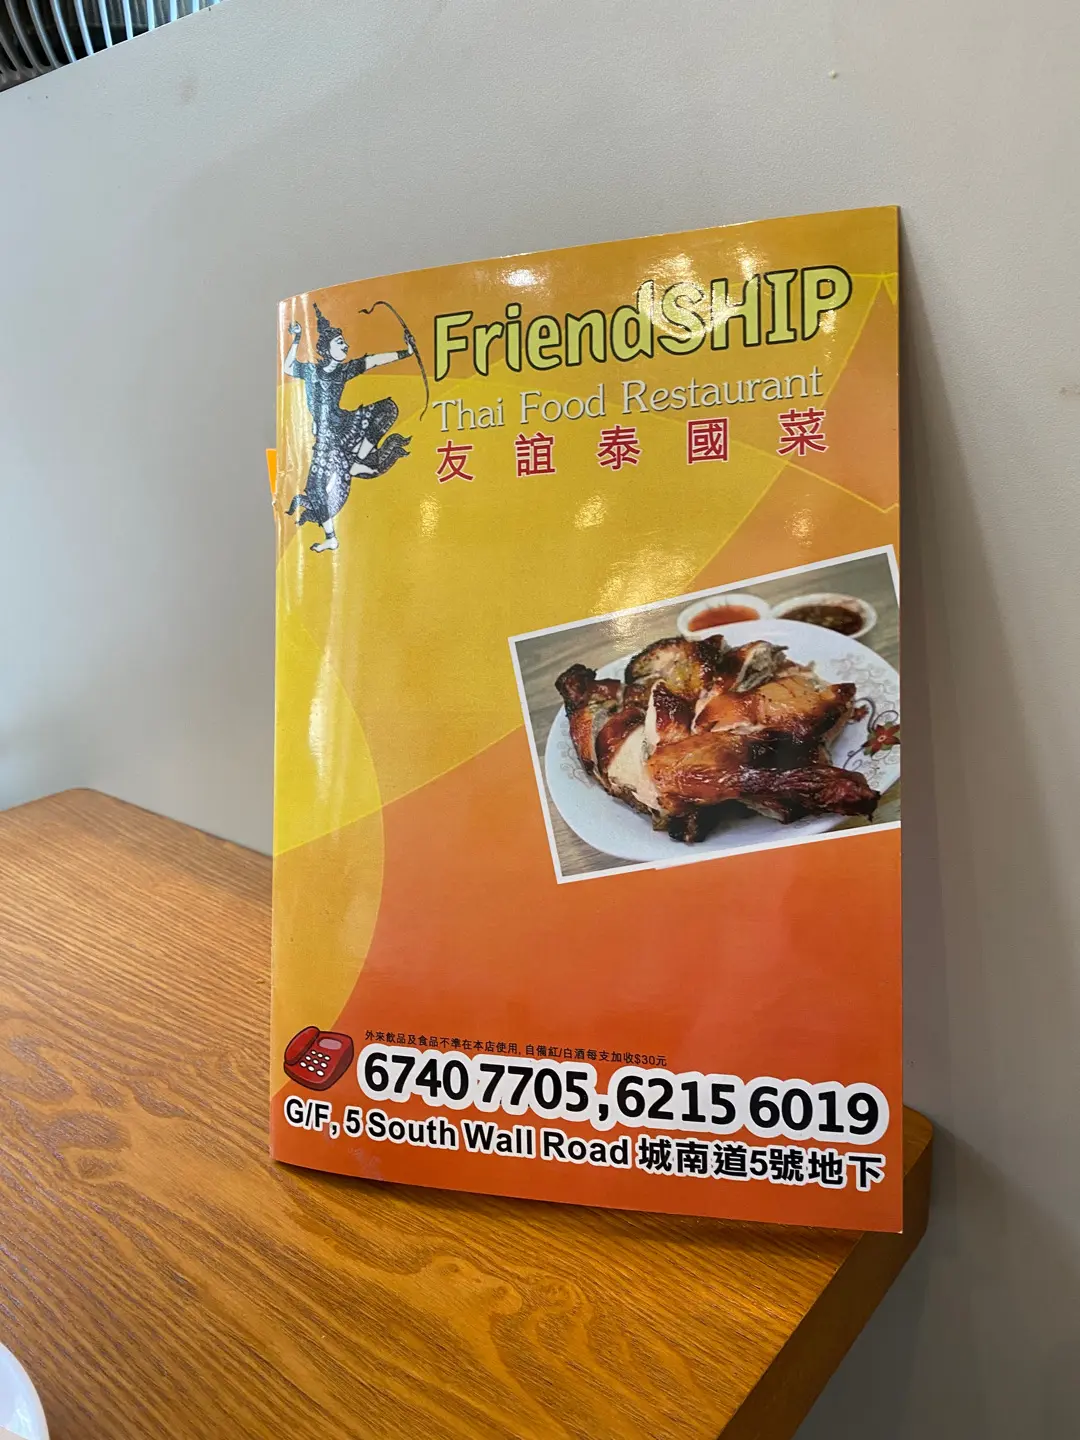 FriendSHIP
Thai Food Restaurant
友誼泰國菜
外來飲品及食品不準在本店使用, 自備紅/白酒每支加收$30元
6740 7705, 6215 6019
G/F, 5 South Wall Road 城南道5號地下